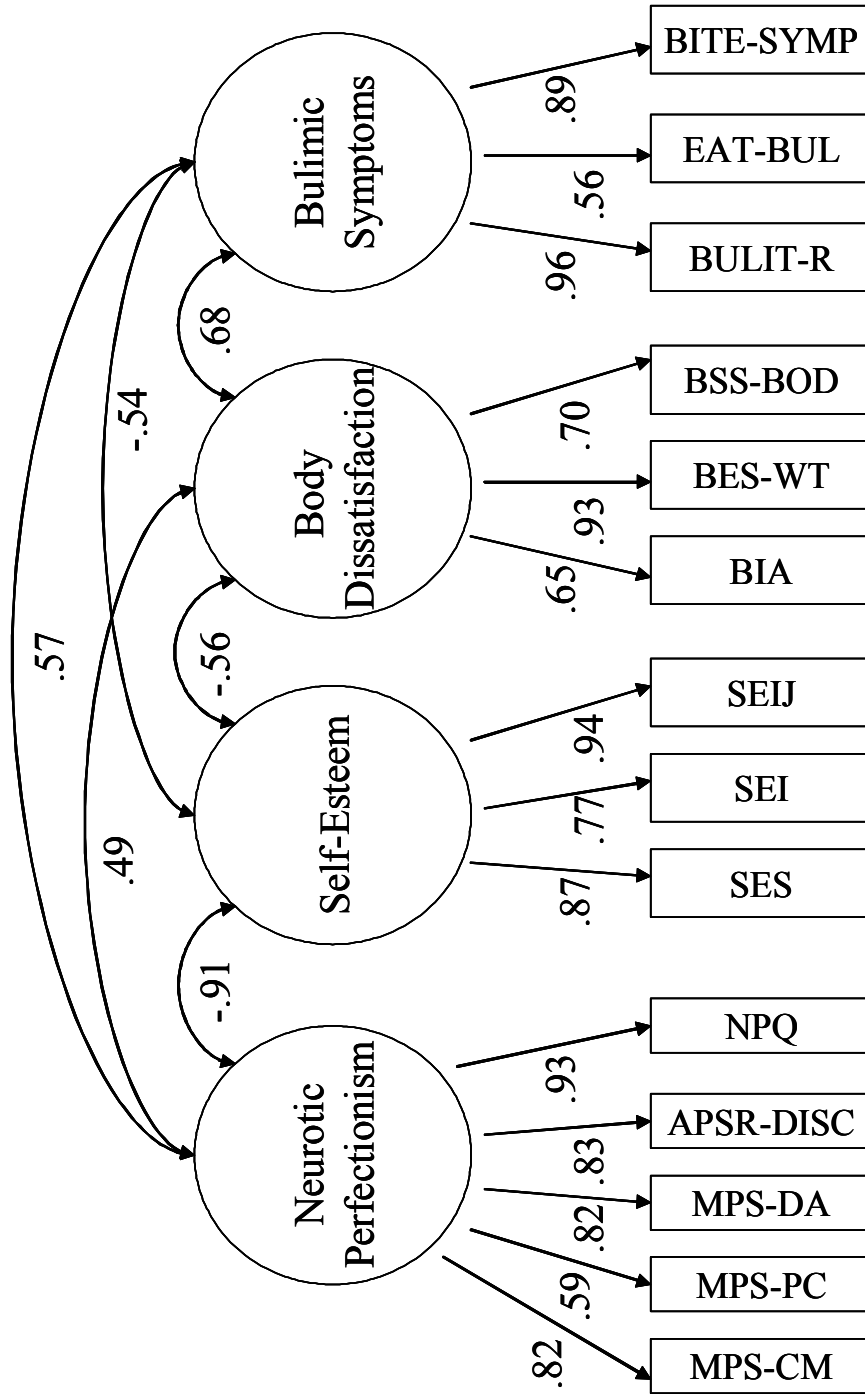 .57
-.54
.49
-.91
-.56
.68
Neurotic
Perfectionism
Self-Esteem
Body
Dissatisfaction
Bulimic
Symptoms
.82
.59
.82
.83
.93
.87
.77
.94
.65
.93
.70
.96
.56
.89
MPS-CM
MPS-PC
MPS-DA
APSR-DISC
NPQ
SES
SEI
SEIJ
BIA
BES-WT
BSS-BOD
BULIT-R
EAT-BUL
BITE-SYMP